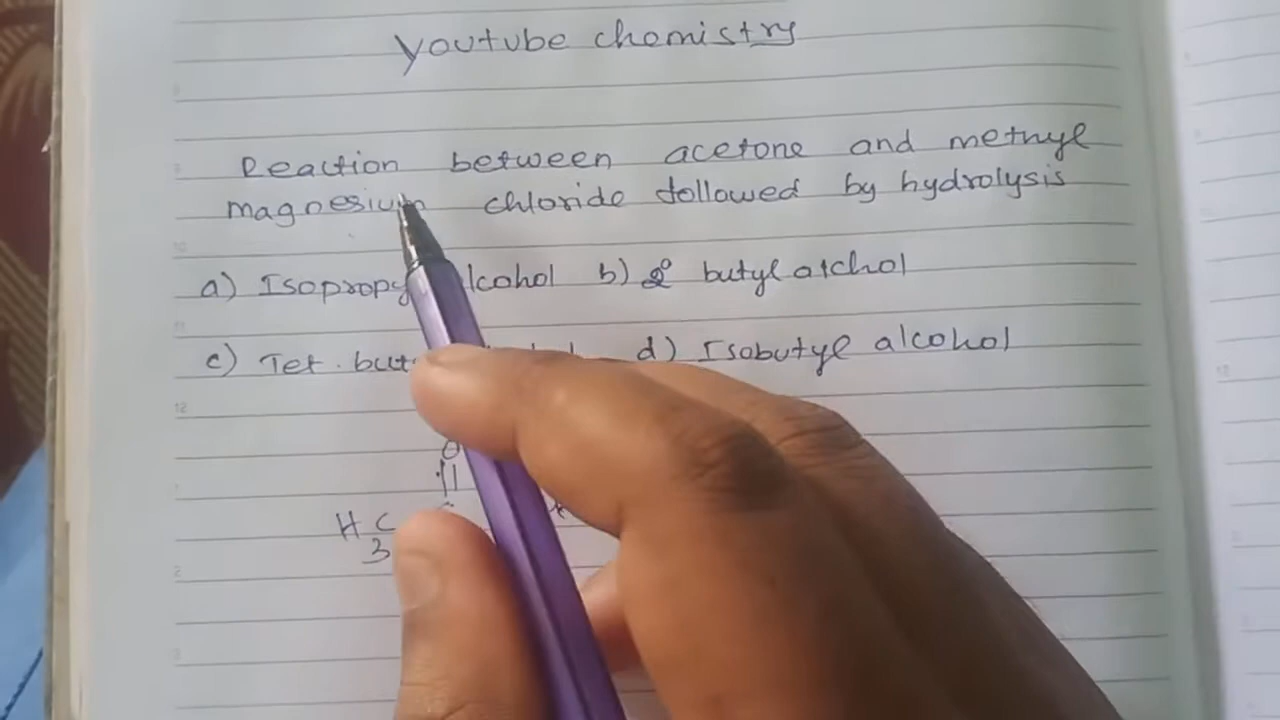 Youtube chemistry
Reaction between acetone and methyl
magnesium chloride followed by hydrolysis
a) Isopropy lcohol b) 2° butyl alchol
c) Tet. but d) Isobutyl alcohol
O
H C
3